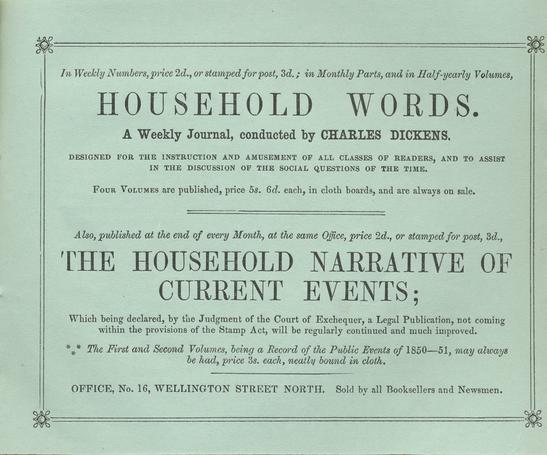 In Weekly Numbers, price 2d., or stamped for post, 3d.; in Monthly Parts, and in Half-yearly Volumes,
HOUSEHOLD WORDS.
A Weekly Journal, conducted by CHARLES DICKENS.
DESIGNED FOR THE INSTRUCTION AND AMUSEMENT OF ALL CLASSES OF READERS, AND TO ASSIST
IN THE DISCUSSION OF THE SOCIAL QUESTIONS OF THE TIME.
FOUR VOLUMES are published, price 5s. 6d. each, in cloth boards, and are always on sale.
Also, published at the end of every Month, at the same Office, price 2d., or stamped for post, 3d.,
THE HOUSEHOLD NARRATIVE OF
CURRENT EVENTS;
Which being declared, by the Judgment of the Court of Exchequer, a Legal Publication, not coming
within the provisions of the Stamp Act, will be regularly continued and much improved.
*** The First and Second Volumes, being a Record of the Public Events of 1850—51, may always
be had, price 3s. each, neatly bound in cloth.
OFFICE, No. 16, WELLINGTON STREET NORTH. Sold by all Booksellers and Newsmen.